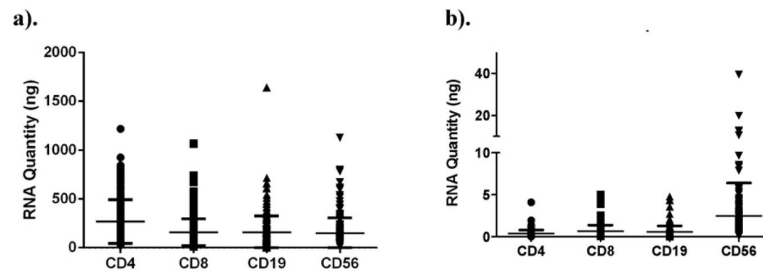 a).
RNA Quantity (ng)
2000
1500
1000
500
0
CD4 CD8 CD19 CD56
b).
RNA Quantity (ng)
40
20
10
5
0
CD4 CD8 CD19 CD56